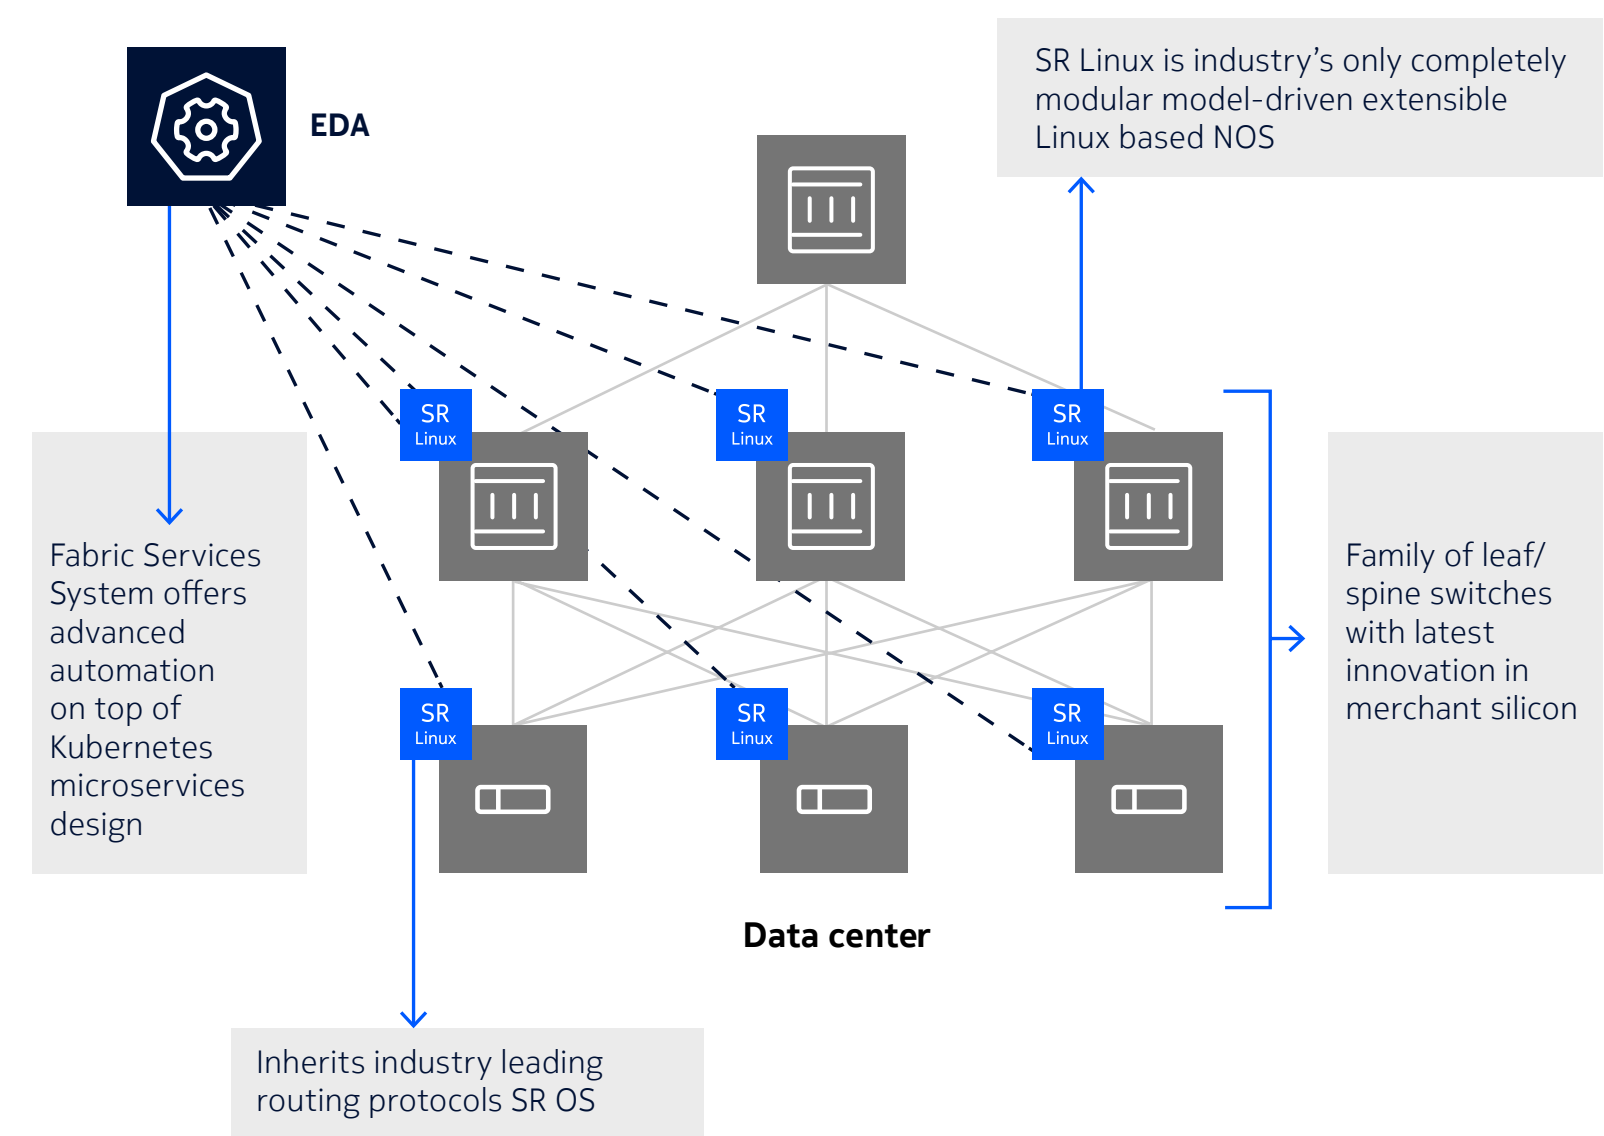 EDA
SR Linux is industry’s only completely
modular model-driven extensible
Linux based NOS
SR
Linux
SR
Linux
SR
Linux
Fabric Services
System offers
advanced
automation
on top of
Kubernetes
microservices
design
Family of leaf/
spine switches
with latest
innovation in
merchant silicon
SR
Linux
SR
Linux
SR
Linux
Data center
Inherits industry leading
routing protocols SR OS